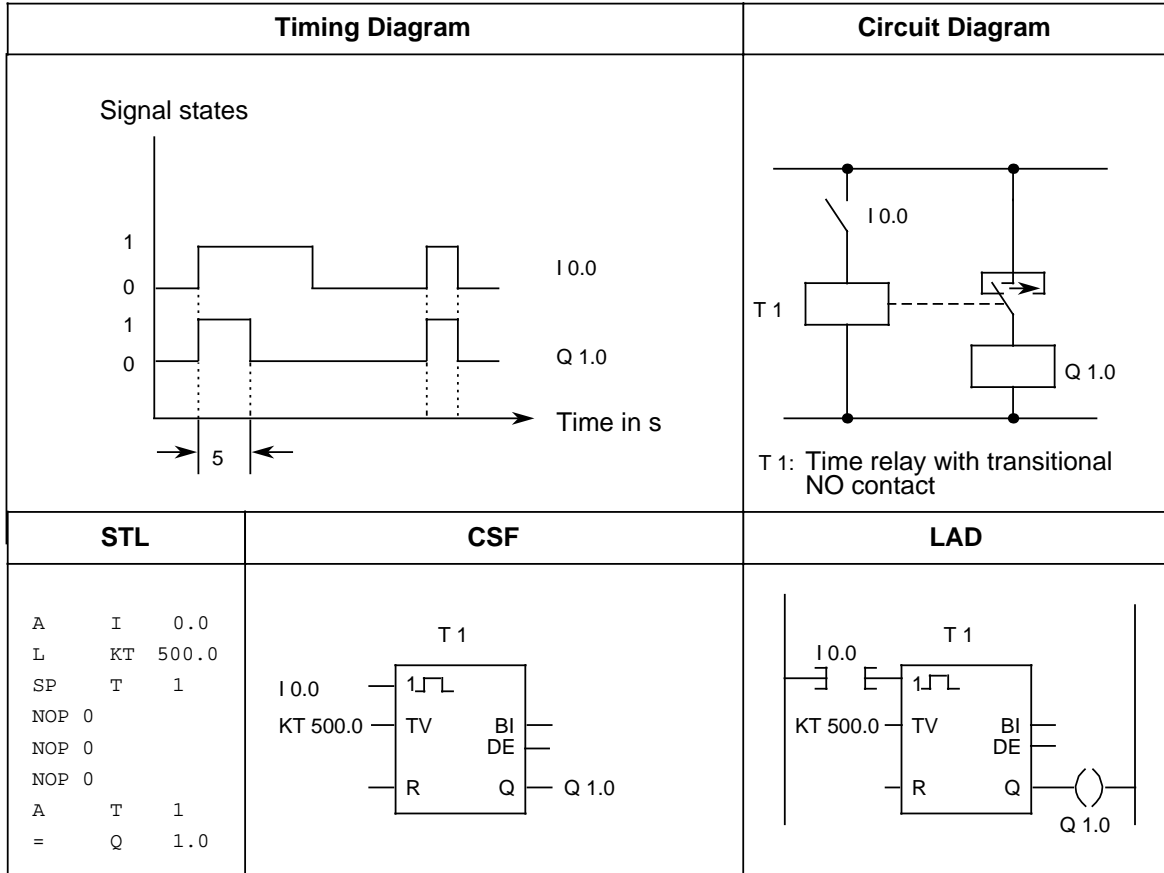 Timing Diagram
Circuit Diagram
Signal states
1
0
I 0.0
1
0
Q 1.0
Time in s
5
I 0.0
T 1
Q 1.0
T 1: Time relay with transitional
NO contact
STL
CSF
LAD
A I 0.0
L KT 500.0
SP T 1
NOP 0
NOP 0
NOP 0
A T 1
= Q 1.0
T 1
I 0.0
1
KT 500.0
TV
BI
DE
R
Q
Q 1.0
T 1
I 0.0
1
KT 500.0
TV
BI
DE
R
Q
Q 1.0